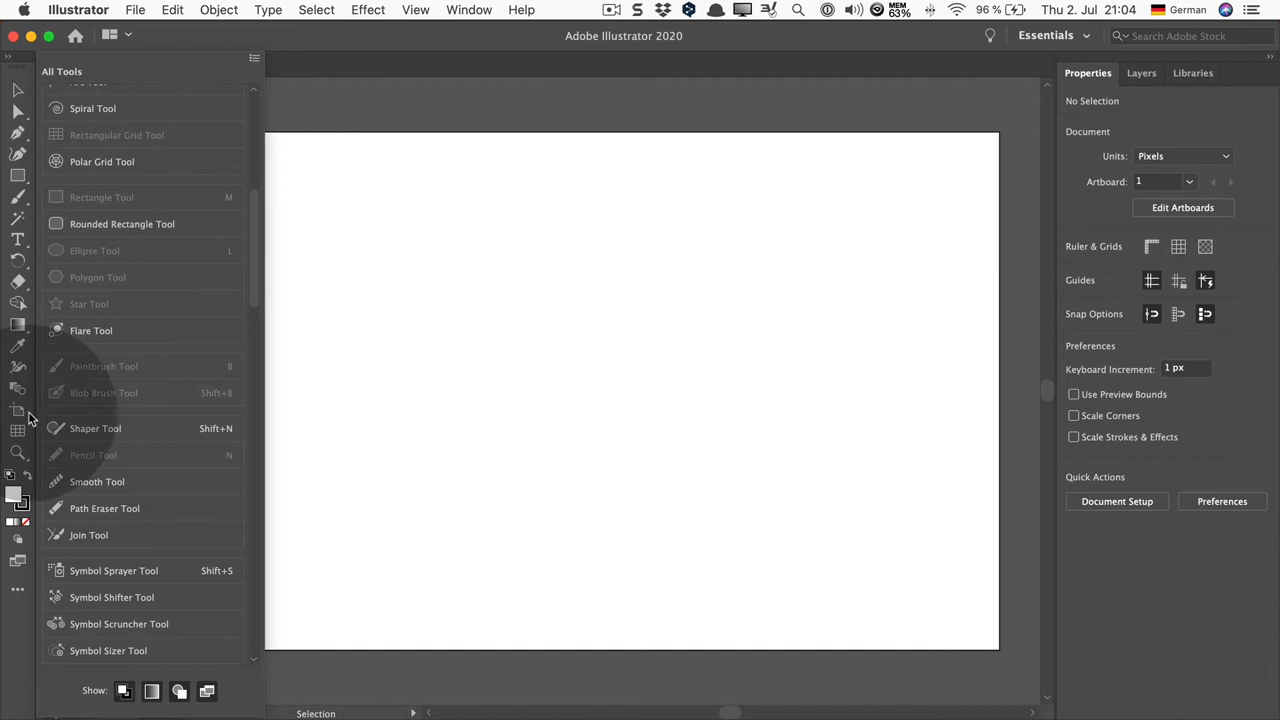 Illustrator File Edit Object Type Select Effect View Window Help
MEM 63% 96 % Thu 2. Jul 21:04 German
Adobe Illustrator 2020
Essentials
Search Adobe Stock
All Tools
Spiral Tool
Rectangular Grid Tool
Polar Grid Tool
Rectangle Tool M
Rounded Rectangle Tool
Ellipse Tool L
Polygon Tool
Star Tool
Flare Tool
Paintbrush Tool B
Blob Brush Tool Shift+B
Shaper Tool Shift+N
Pencil Tool N
Smooth Tool
Path Eraser Tool
Join Tool
Symbol Sprayer Tool Shift+S
Symbol Shifter Tool
Symbol Scruncher Tool
Symbol Sizer Tool
Show:
Selection
Properties Layers Libraries
No Selection
Document
Units: Pixels
Artboard: 1
Edit Artboards
Ruler & Grids
Guides
Snap Options
Preferences
Keyboard Increment: 1 px
Use Preview Bounds
Scale Corners
Scale Strokes & Effects
Quick Actions
Document Setup Preferences